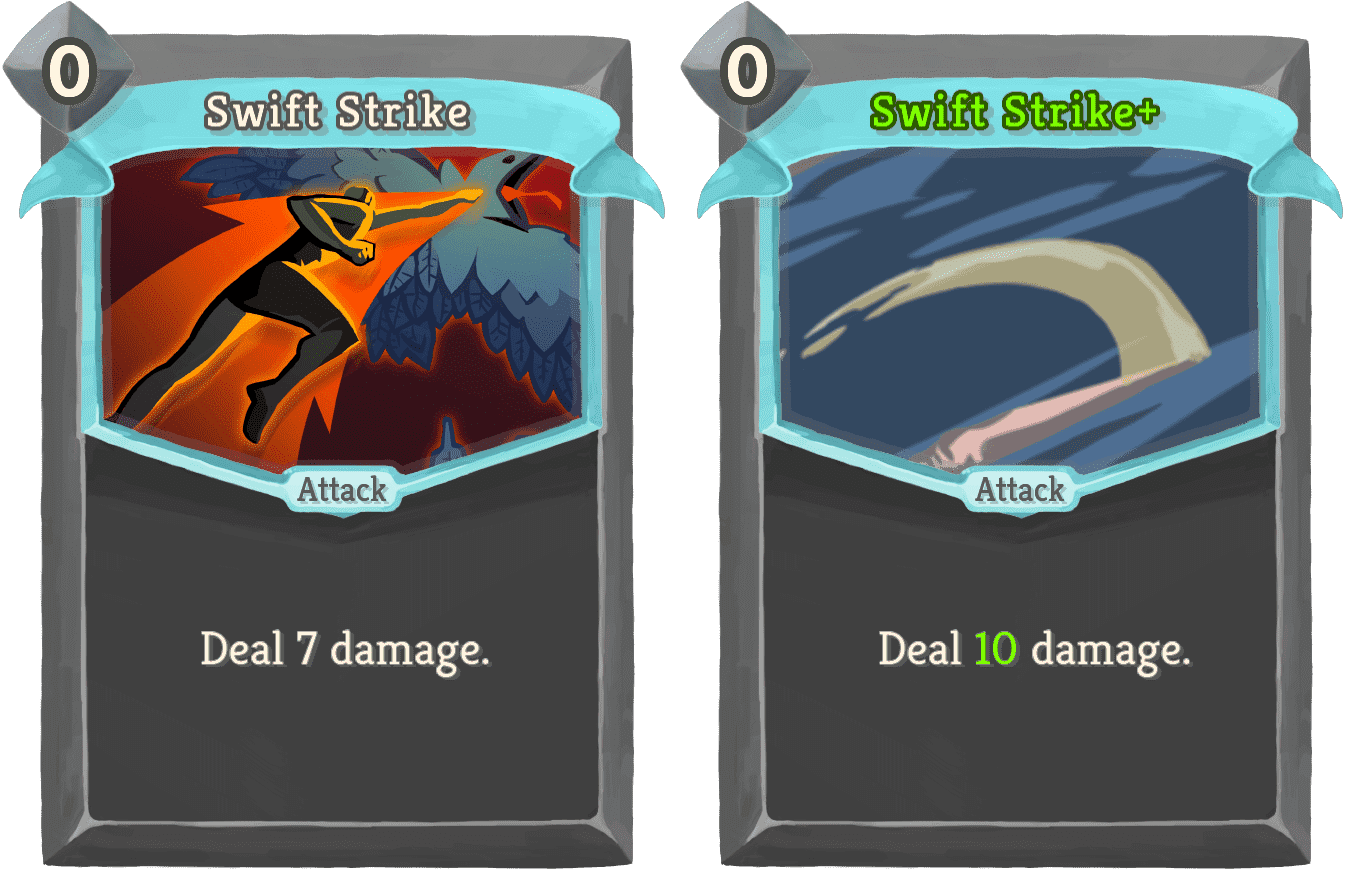 0
Swift Strike
Attack
Deal 7 damage.
0
Swift Strike+
Attack
Deal 10 damage.